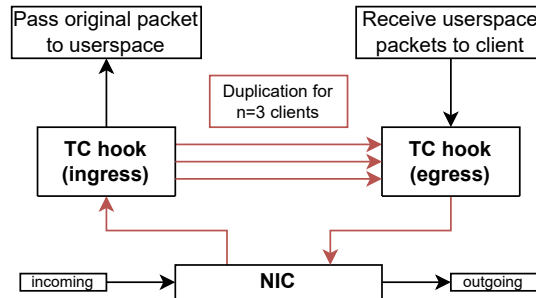 Pass original packet
to userspace
Receive userspace
packets to client
Duplication for
n=3 clients
TC hook
(ingress)
TC hook
(egress)
incoming
NIC
outgoing